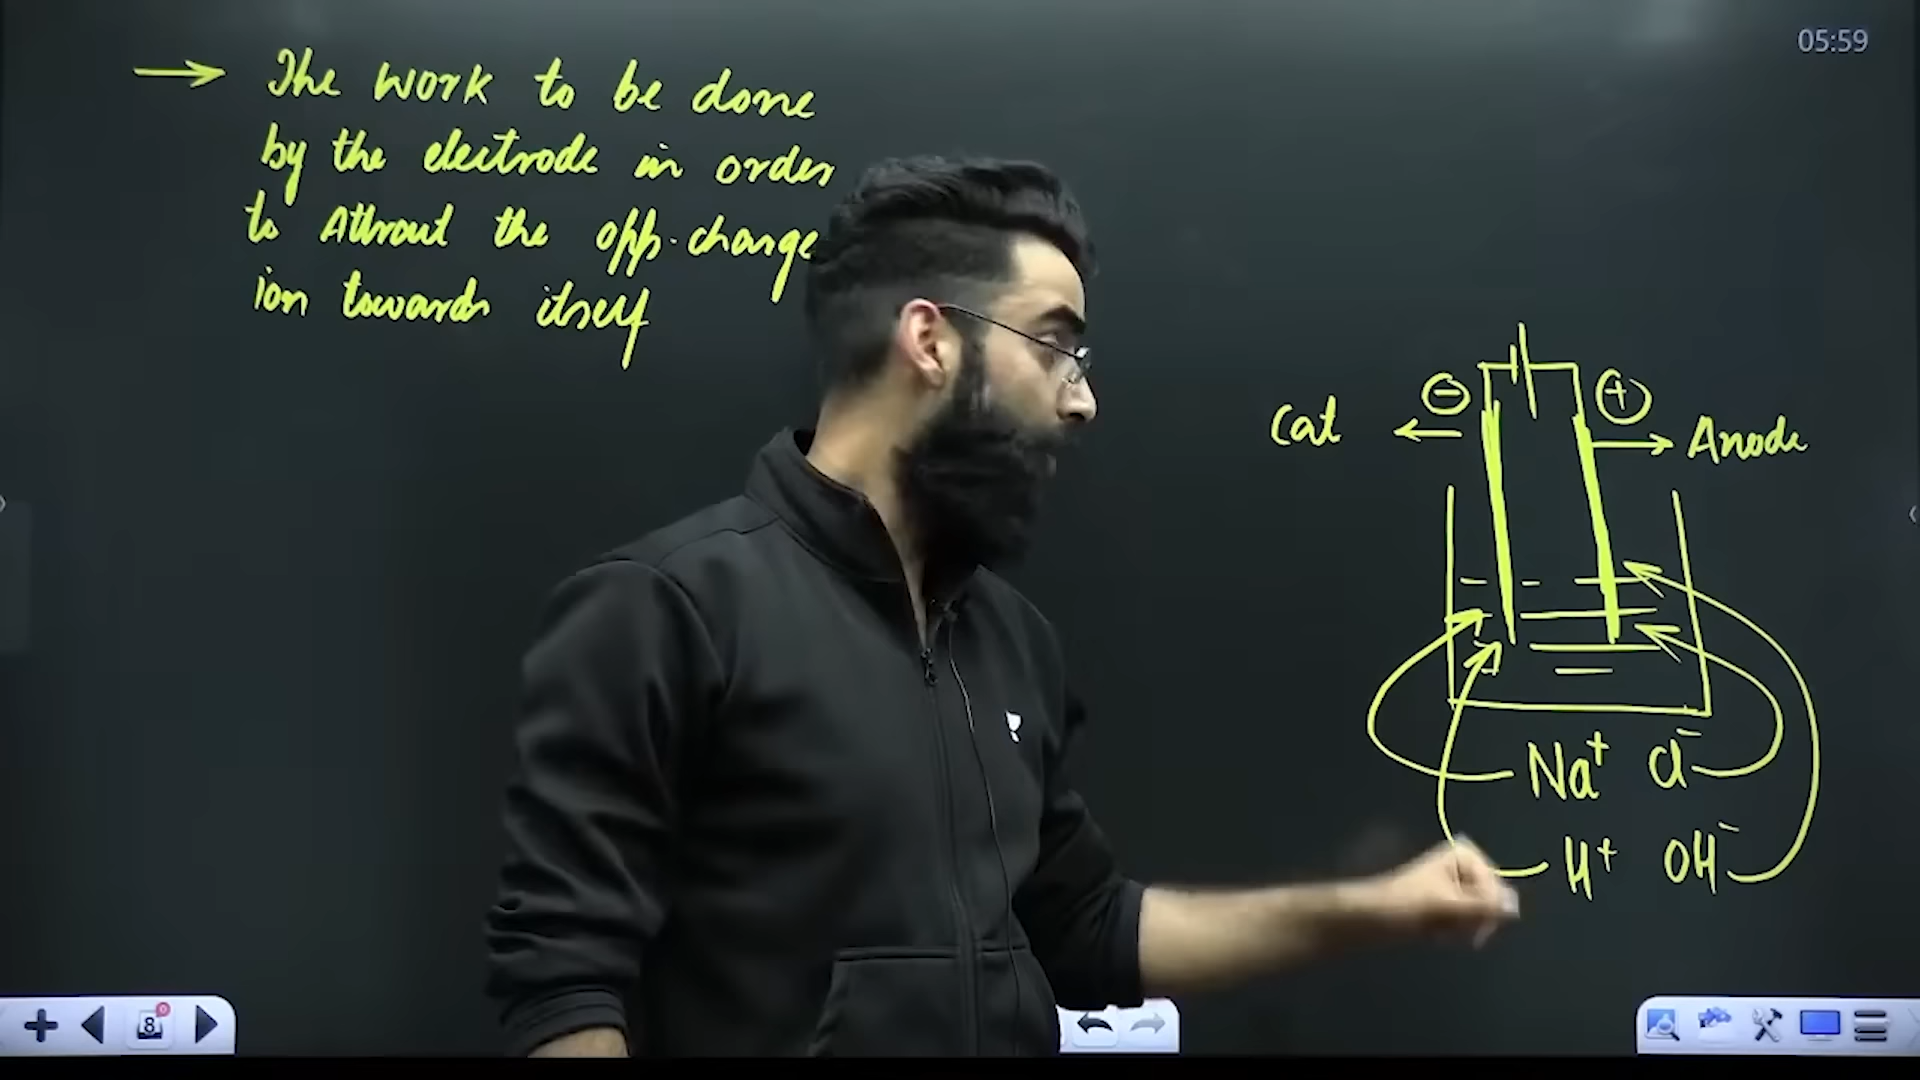 05:59
→ The work to be done
by the electrode in order
to Attract the opp. charge
ion towards itself
⊖ ⊕
Cat ← → Anode
Na⁺ Cl⁻
H⁺ OH⁻
8
0